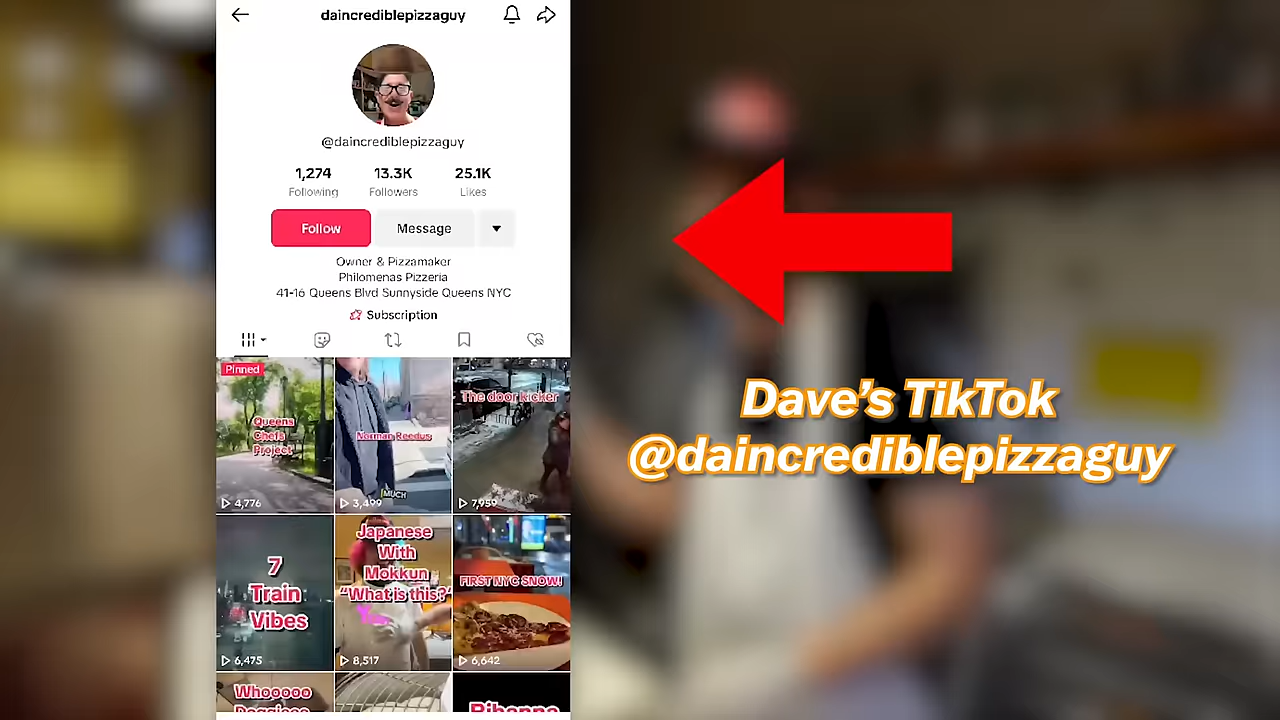 daincrediblepizzaguy
@daincrediblepizzaguy
1,274 13.3K 25.1K
Following Followers Likes
Follow Message
Owner & Pizzamaker
Philomenas Pizzeria
41-16 Queens Blvd Sunnyside Queens NYC
Subscription
Pinned
Queens
Chefs
Project
4,776
Norman Reedus
MUCH
3,499
The door kicker
7,959
7
Train
Vibes
6,475
Japanese
With
Mokkun
"What is this?"
8,517
FIRST NYC SNOW!
6,642
Whooooo
Rihanna
Dave's TikTok
@daincrediblepizzaguy